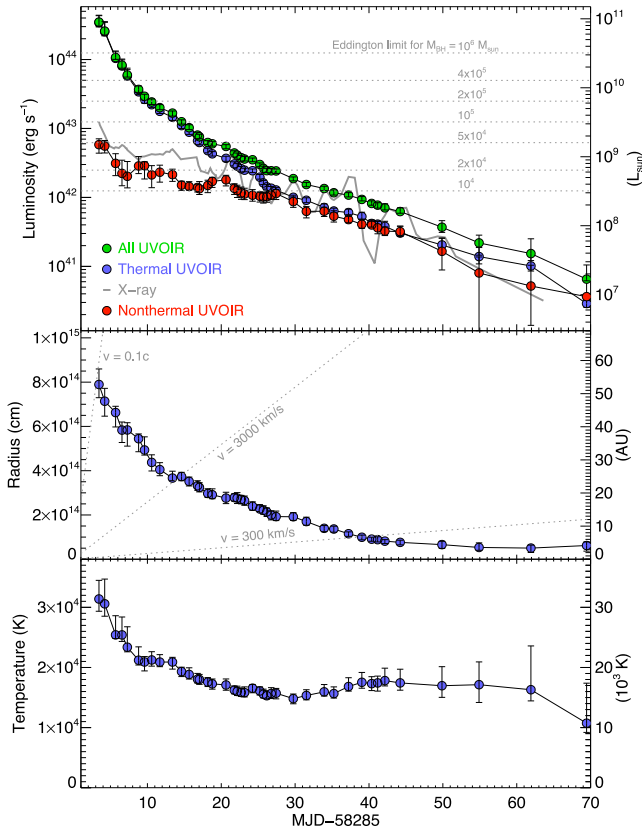 10^11
10^44
Eddington limit for M_BH = 10^6 M_sun
4x10^5
10^10
2x10^5
10^43
10^5
5x10^4
10^9
2x10^4
10^42
10^4
10^8
10^41
10^7
Luminosity (erg s^−1)
(L_sun)
All UVOIR
Thermal UVOIR
X−ray
Nonthermal UVOIR
1×10^15
v = 0.1c
60
8×10^14
6×10^14
40
v = 3000 km/s
4×10^14
20
2×10^14
v = 300 km/s
0
0
Radius (cm)
(AU)
3×10^4
30
2×10^4
20
1×10^4
10
0
0
Temperature (K)
(10^3 K)
10 20 30 40 50 60 70
MJD−58285